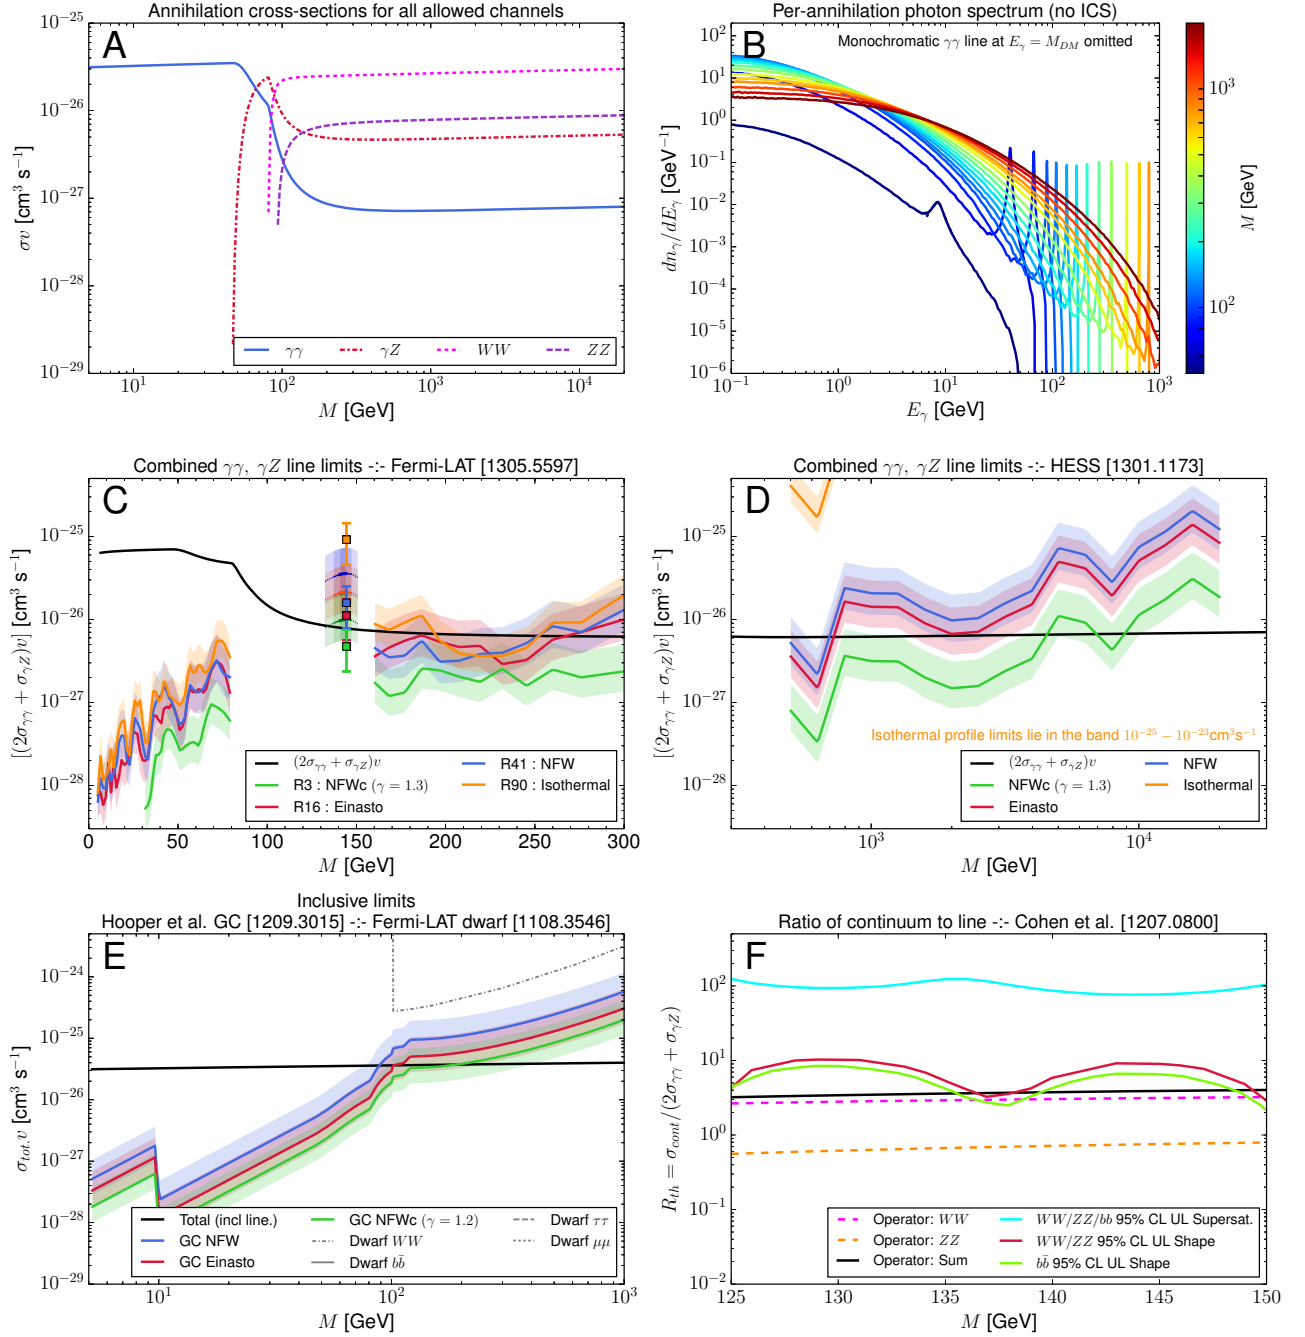 Annihilation cross-sections for all allowed channels
A
10^-25
10^-26
10^-27
10^-28
10^-29
σv [cm³ s⁻¹]
γγ γZ WW ZZ
10^1 10^2 10^3 10^4
M [GeV]
Per-annihilation photon spectrum (no ICS)
B
Monochromatic γγ line at E_γ = M_DM omitted
10^2
10^1
10^0
10^-1
10^-2
10^-3
10^-4
10^-5
10^-6
dn_γ/dE_γ [GeV⁻¹]
10^-1 10^0 10^1 10^2 10^3
E_γ [GeV]
10^3
10^2
M [GeV]
Combined γγ, γZ line limits -:- Fermi-LAT [1305.5597]
C
10^-25
10^-26
10^-27
10^-28
[(2σ_γγ + σ_γZ)v] [cm³ s⁻¹]
(2σ_γγ + σ_γZ)v
R3 : NFWc (γ = 1.3)
R16 : Einasto
R41 : NFW
R90 : Isothermal
0 50 100 150 200 250 300
M [GeV]
Combined γγ, γZ line limits -:- HESS [1301.1173]
D
10^-25
10^-26
10^-27
10^-28
[(2σ_γγ + σ_γZ)v] [cm³ s⁻¹]
Isothermal profile limits lie in the band 10^-25 − 10^-23cm³s⁻¹
(2σ_γγ + σ_γZ)v
NFWc (γ = 1.3)
Einasto
NFW
Isothermal
10^3 10^4
M [GeV]
Inclusive limits
Hooper et al. GC [1209.3015] -:- Fermi-LAT dwarf [1108.3546]
E
10^-24
10^-25
10^-26
10^-27
10^-28
10^-29
σ_tot.v [cm³ s⁻¹]
Total (incl line.)
GC NFW
GC Einasto
GC NFWc (γ = 1.2)
Dwarf WW
Dwarf bb̄
Dwarf ττ
Dwarf μμ
10^1 10^2 10^3
M [GeV]
Ratio of continuum to line -:- Cohen et al. [1207.0800]
F
10^2
10^1
10^0
10^-1
10^-2
R_th = σ_cont/(2σ_γγ + σ_γZ)
Operator: WW
Operator: ZZ
Operator: Sum
WW/ZZ/bb̄ 95% CL UL Supersat.
WW/ZZ 95% CL UL Shape
bb̄ 95% CL UL Shape
125 130 135 140 145 150
M [GeV]